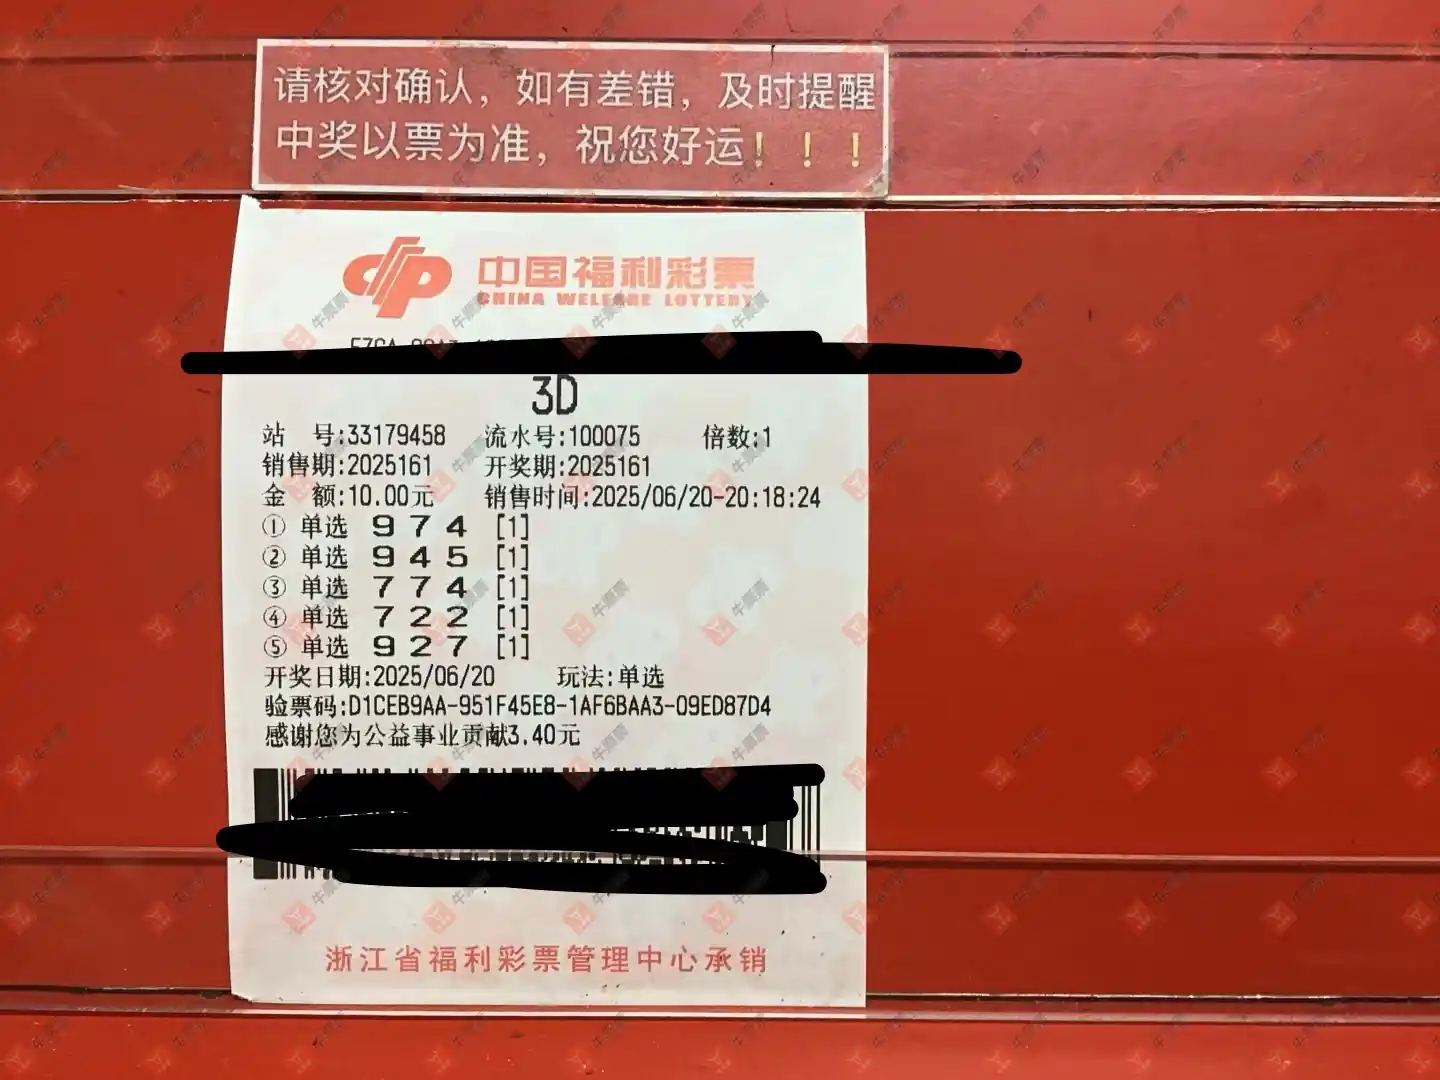 请核对确认，如有差错，及时提醒
中奖以票为准，祝您好运！！！
中国福利彩票
CHINA WELFARE LOTTERY
3D
站 号:33179458 流水号:100075 倍数:1
销售期:2025161 开奖期:2025161
金 额:10.00元 销售时间:2025/06/20-20:18:24
① 单选 9 7 4 [1]
② 单选 9 4 5 [1]
③ 单选 7 7 4 [1]
④ 单选 7 2 2 [1]
⑤ 单选 9 2 7 [1]
开奖日期:2025/06/20 玩法:单选
验票码:D1CEB9AA-951F45E8-1AF6BAA3-09ED87D4
感谢您为公益事业贡献3.40元
浙江省福利彩票管理中心承销
牛票票